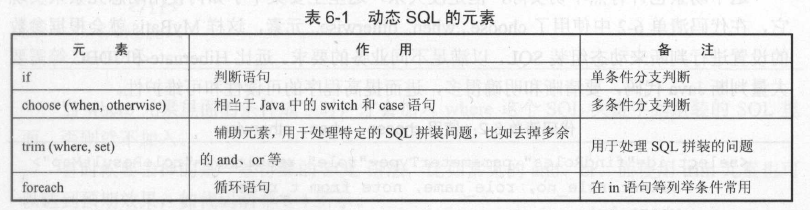 表 6-1 动态 SQL 的元素
元 素 作 用 备 注
if 判断语句 单条件分支判断
choose (when, otherwise) 相当于 Java 中的 switch 和 case 语句 多条件分支判断
trim (where, set) 辅助元素，用于处理特定的 SQL 拼装问题，比如去掉多余的 and、or 等 用于处理 SQL 拼装的问题
foreach 循环语句 在 in 语句等列举条件常用